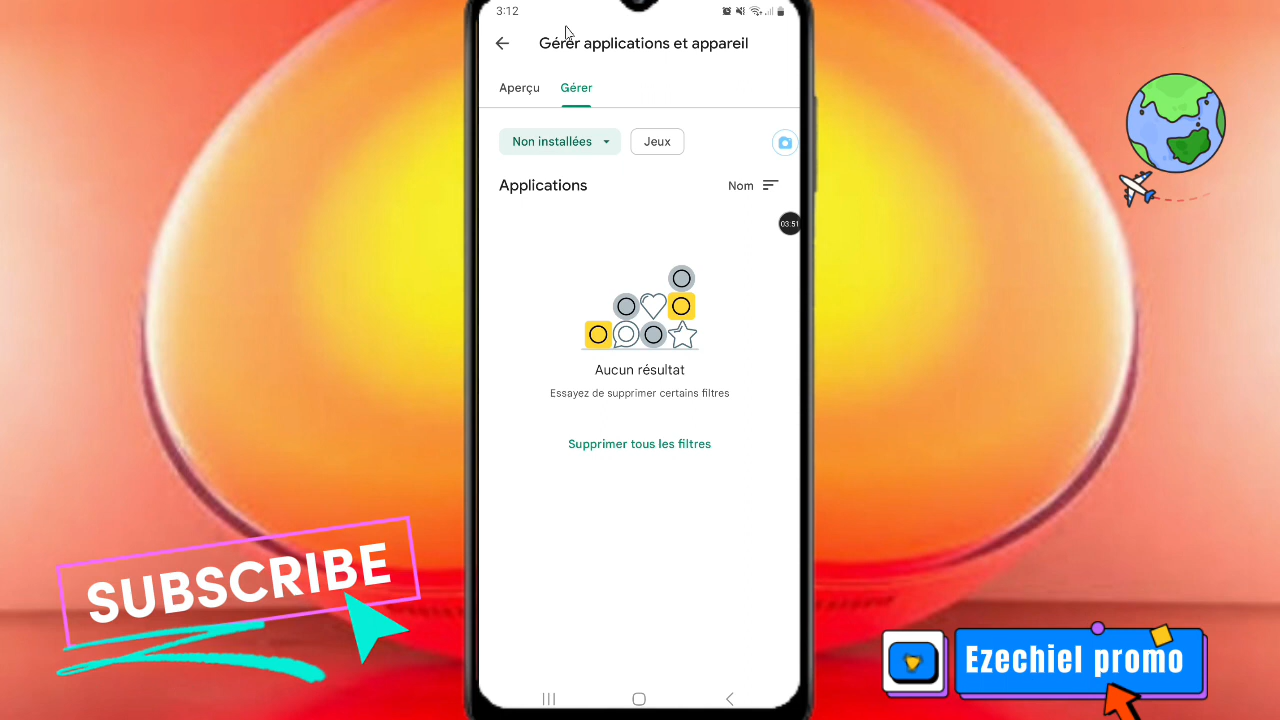 3:12
Gérer applications et appareil
Aperçu Gérer
Non installées Jeux
Applications Nom
03:51
Aucun résultat
Essayez de supprimer certains filtres
Supprimer tous les filtres
SUBSCRIBE
Ezechiel promo